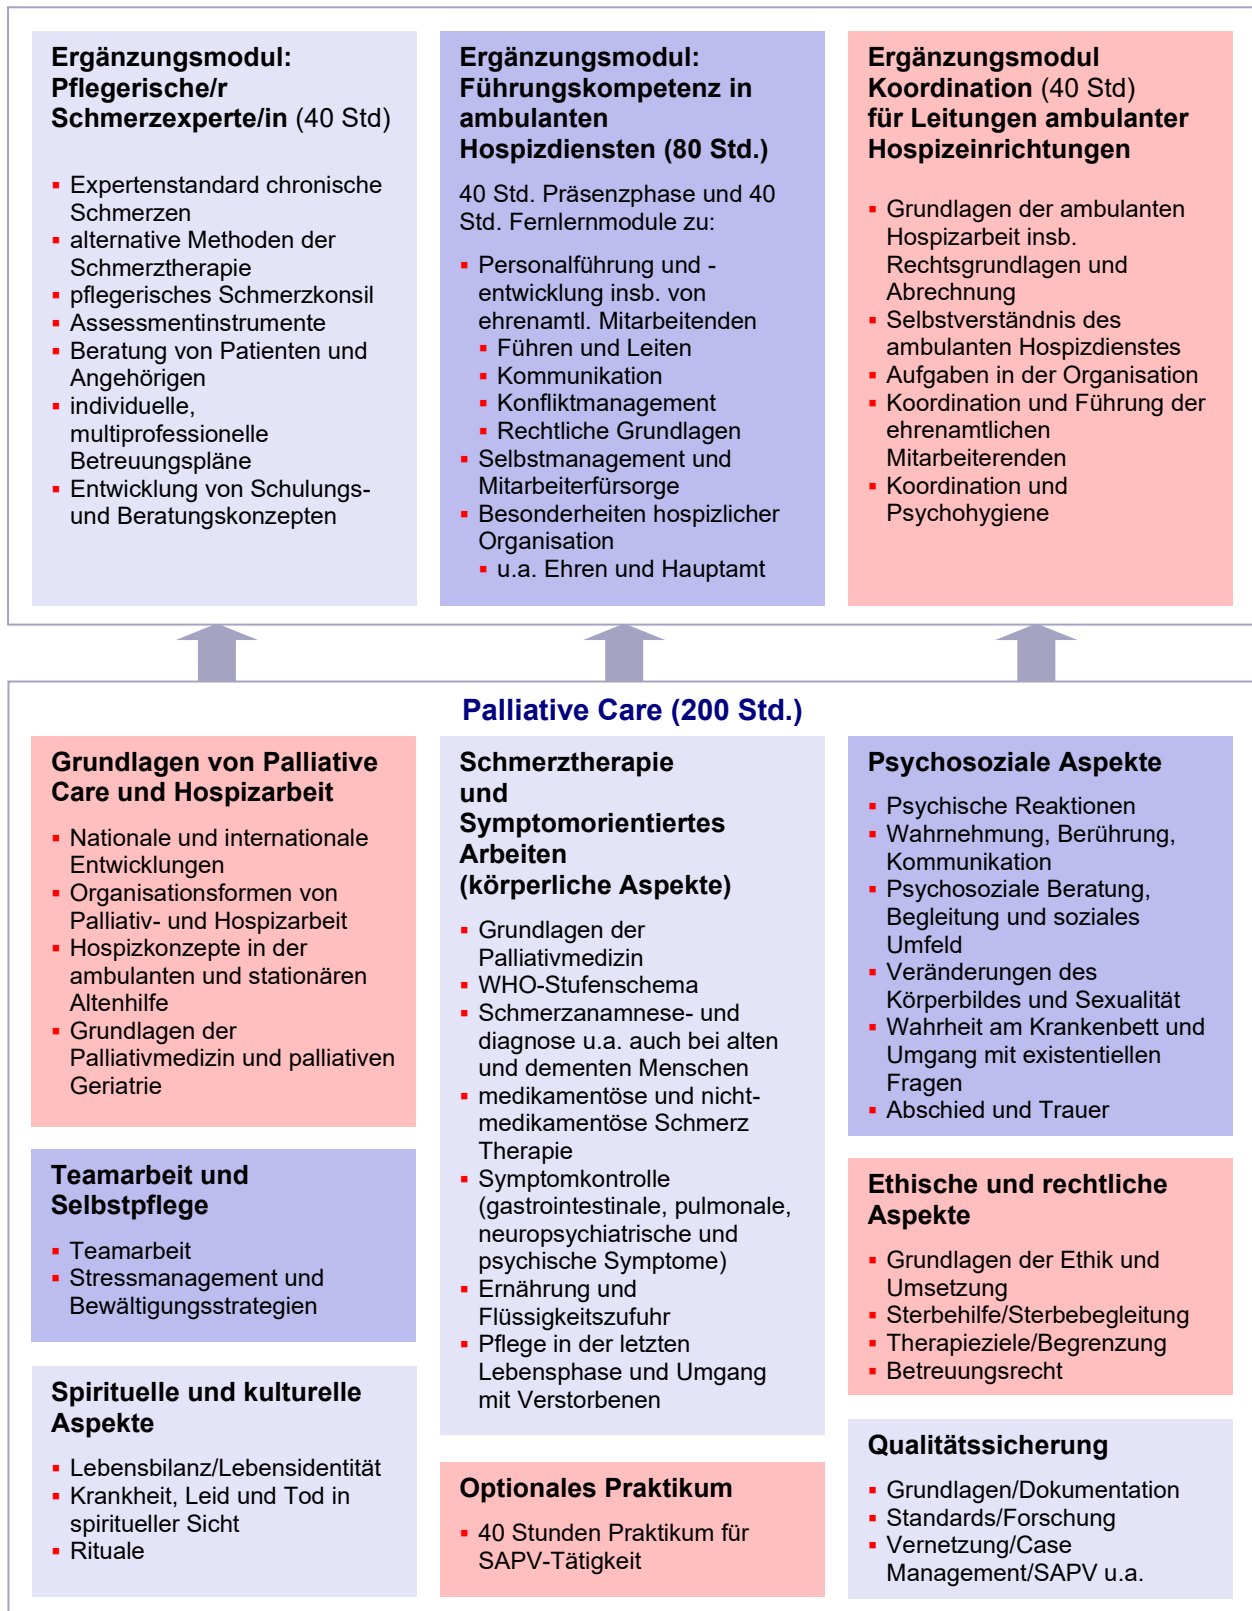 Ergänzungsmodul:
Pflegerische/r
Schmerzexperte/in (40 Std)
▪ Expertenstandard chronische
Schmerzen
▪ alternative Methoden der
Schmerztherapie
▪ pflegerisches Schmerzkonsil
▪ Assessmentinstrumente
▪ Beratung von Patienten und
Angehörigen
▪ individuelle,
multiprofessionelle
Betreuungspläne
▪ Entwicklung von Schulungs-
und Beratungskonzepten
Ergänzungsmodul:
Führungskompetenz in
ambulanten
Hospizdiensten (80 Std.)
40 Std. Präsenzphase und 40
Std. Fernlernmodule zu:
▪ Personalführung und -
entwicklung insb. von
ehrenamtl. Mitarbeitenden
▪ Führen und Leiten
▪ Kommunikation
▪ Konfliktmanagement
▪ Rechtliche Grundlagen
▪ Selbstmanagement und
Mitarbeiterfürsorge
▪ Besonderheiten hospizlicher
Organisation
▪ u.a. Ehren und Hauptamt
Ergänzungsmodul
Koordination (40 Std)
für Leitungen ambulanter
Hospizeinrichtungen
▪ Grundlagen der ambulanten
Hospizarbeit insb.
Rechtsgrundlagen und
Abrechnung
▪ Selbstverständnis des
ambulanten Hospizdienstes
▪ Aufgaben in der Organisation
▪ Koordination und Führung der
ehrenamtlichen
Mitarbeiterenden
▪ Koordination und
Psychohygiene
Palliative Care (200 Std.)
Grundlagen von Palliative
Care und Hospizarbeit
▪ Nationale und internationale
Entwicklungen
▪ Organisationsformen von
Palliativ- und Hospizarbeit
▪ Hospizkonzepte in der
ambulanten und stationären
Altenhilfe
▪ Grundlagen der
Palliativmedizin und palliativen
Geriatrie
Teamarbeit und
Selbstpflege
▪ Teamarbeit
▪ Stressmanagement und
Bewältigungsstrategien
Spirituelle und kulturelle
Aspekte
▪ Lebensbilanz/Lebensidentität
▪ Krankheit, Leid und Tod in
spiritueller Sicht
▪ Rituale
Schmerztherapie
und
Symptomorientiertes
Arbeiten
(körperliche Aspekte)
▪ Grundlagen der
Palliativmedizin
▪ WHO-Stufenschema
▪ Schmerzanamnese- und
diagnose u.a. auch bei alten
und dementen Menschen
▪ medikamentöse und nicht-
medikamentöse Schmerz
Therapie
▪ Symptomkontrolle
(gastrointestinale, pulmonale,
neuropsychiatrische und
psychische Symptome)
▪ Ernährung und
Flüssigkeitszufuhr
▪ Pflege in der letzten
Lebensphase und Umgang
mit Verstorbenen
Optionales Praktikum
▪ 40 Stunden Praktikum für
SAPV-Tätigkeit
Psychosoziale Aspekte
▪ Psychische Reaktionen
▪ Wahrnehmung, Berührung,
Kommunikation
▪ Psychosoziale Beratung,
Begleitung und soziales
Umfeld
▪ Veränderungen des
Körperbildes und Sexualität
▪ Wahrheit am Krankenbett und
Umgang mit existentiellen
Fragen
▪ Abschied und Trauer
Ethische und rechtliche
Aspekte
▪ Grundlagen der Ethik und
Umsetzung
▪ Sterbehilfe/Sterbebegleitung
▪ Therapieziele/Begrenzung
▪ Betreuungsrecht
Qualitätssicherung
▪ Grundlagen/Dokumentation
▪ Standards/Forschung
▪ Vernetzung/Case
Management/SAPV u.a.